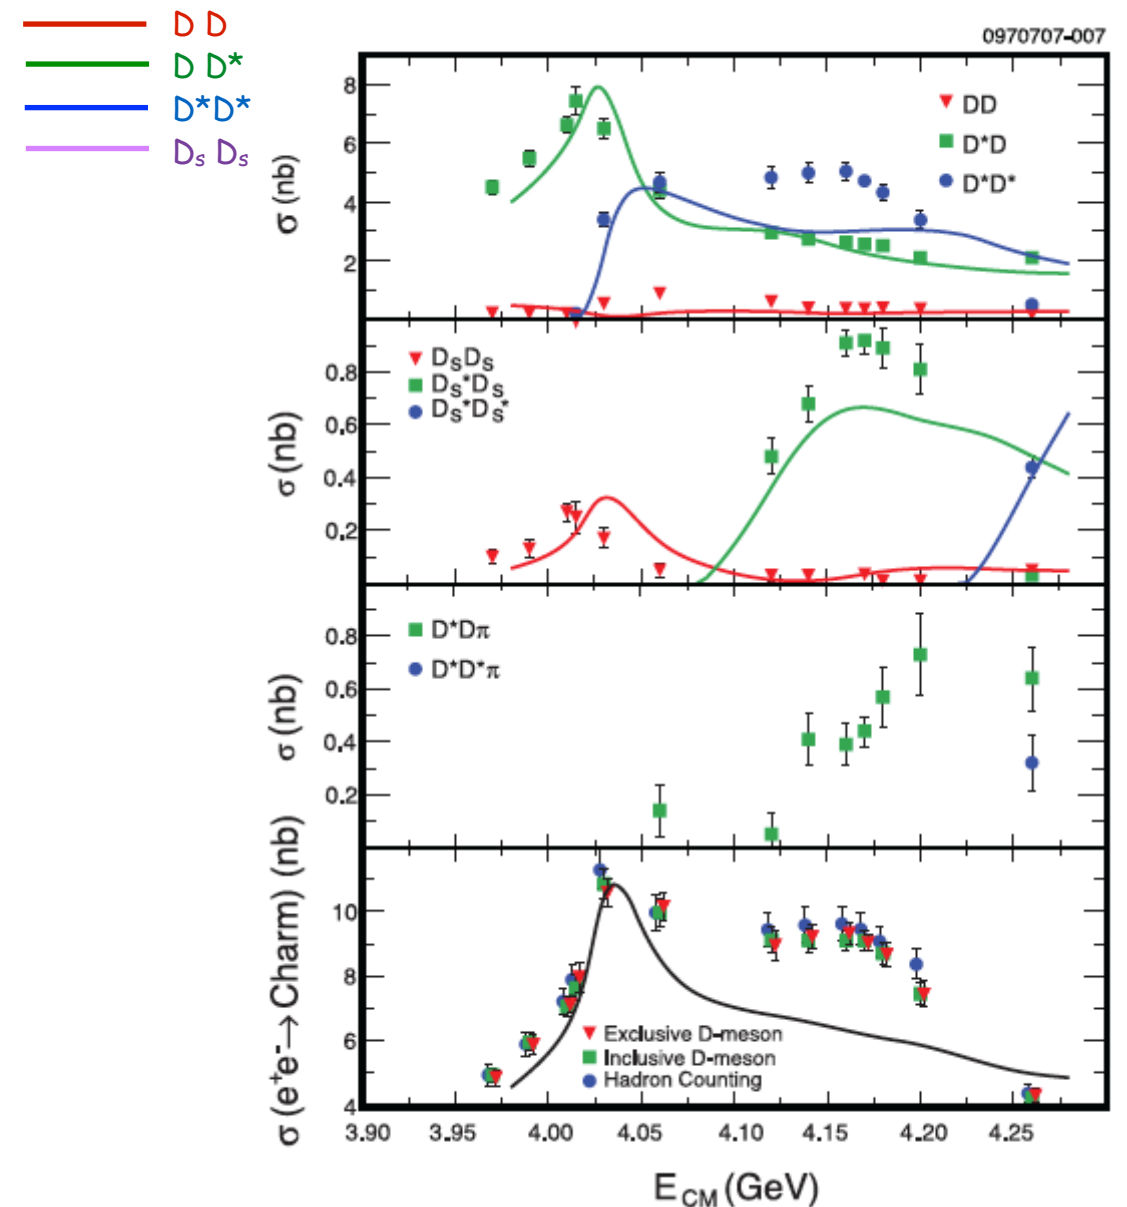 D D
D D*
D*D*
Ds Ds
0970707-007
DD
D*D
D*D*
σ (nb)
8
6
4
2
DsDs
Ds*Ds
Ds*Ds*
σ (nb)
0.8
0.6
0.4
0.2
D*Dπ
D*D*π
σ (nb)
0.8
0.6
0.4
0.2
σ (e+e-→ Charm) (nb)
10
8
6
4
Exclusive D-meson
Inclusive D-meson
Hadron Counting
3.90 3.95 4.00 4.05 4.10 4.15 4.20 4.25
ECM (GeV)